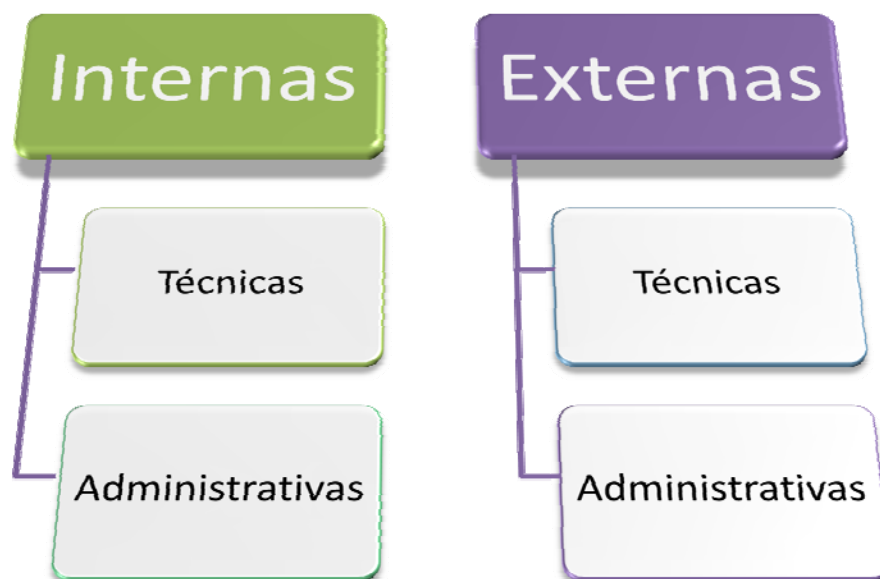 Internas
Técnicas
Administrativas
Externas
Técnicas
Administrativas